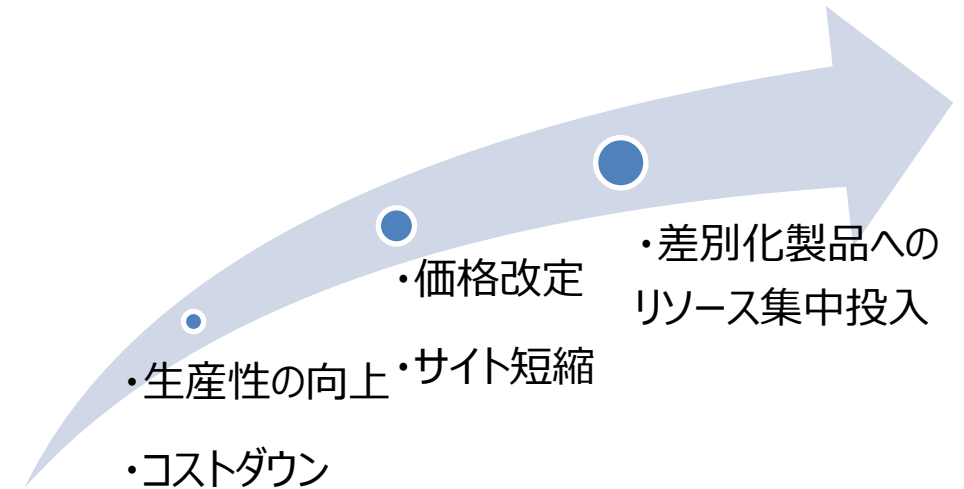 ・生産性の向上
・コストダウン
・価格改定
・サイト短縮
・差別化製品への
リソース集中投入